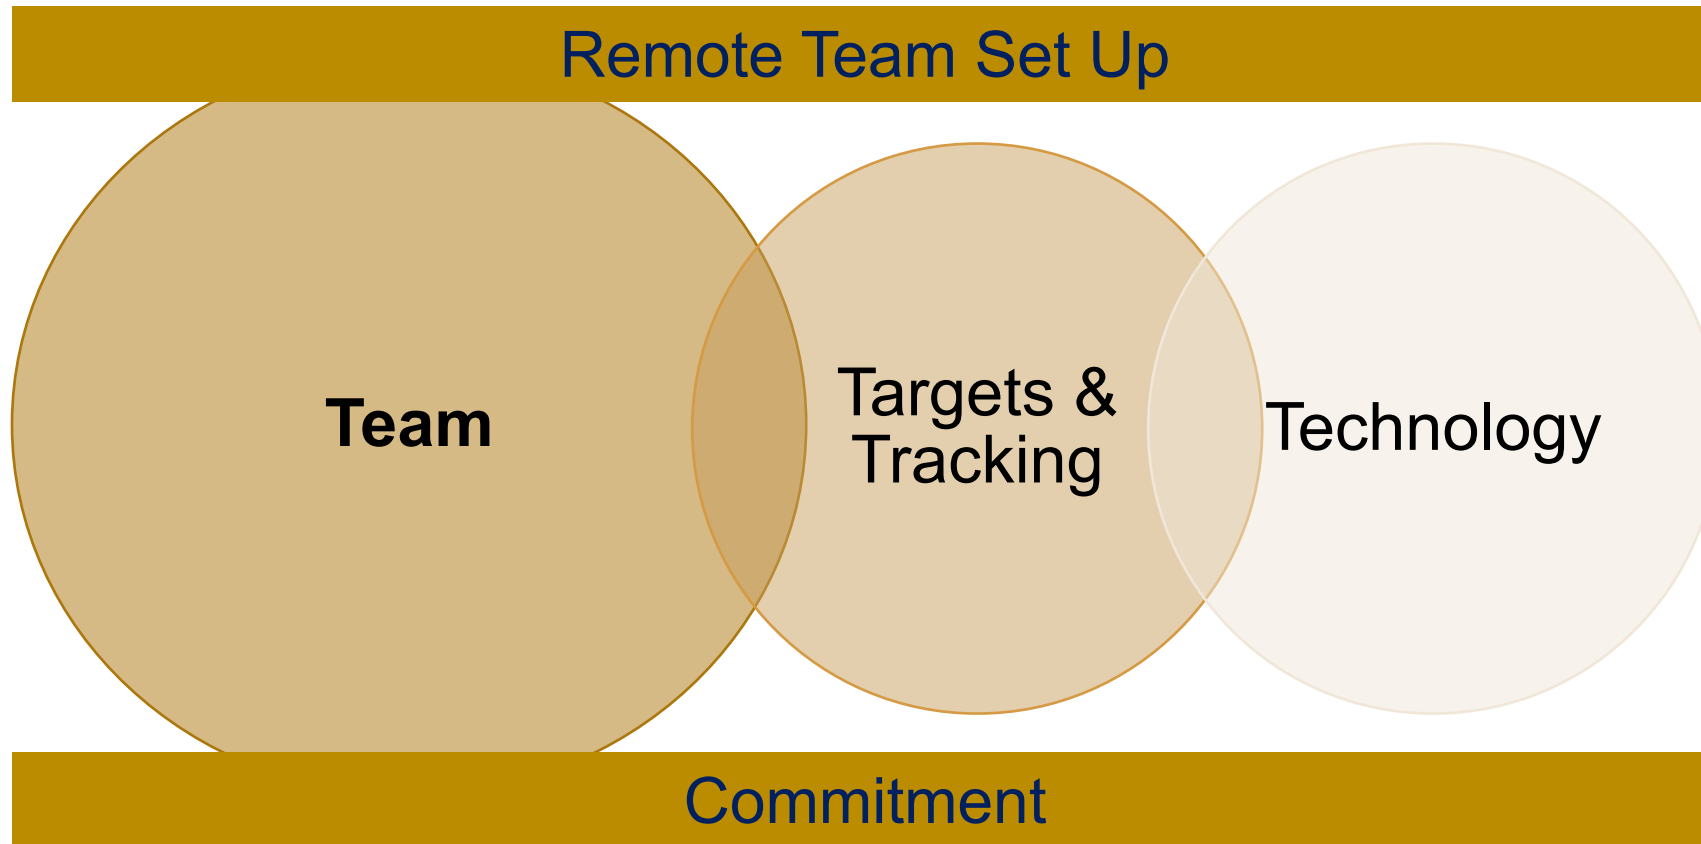 Remote Team Set Up
Team
Targets &
Tracking
Technology
Commitment